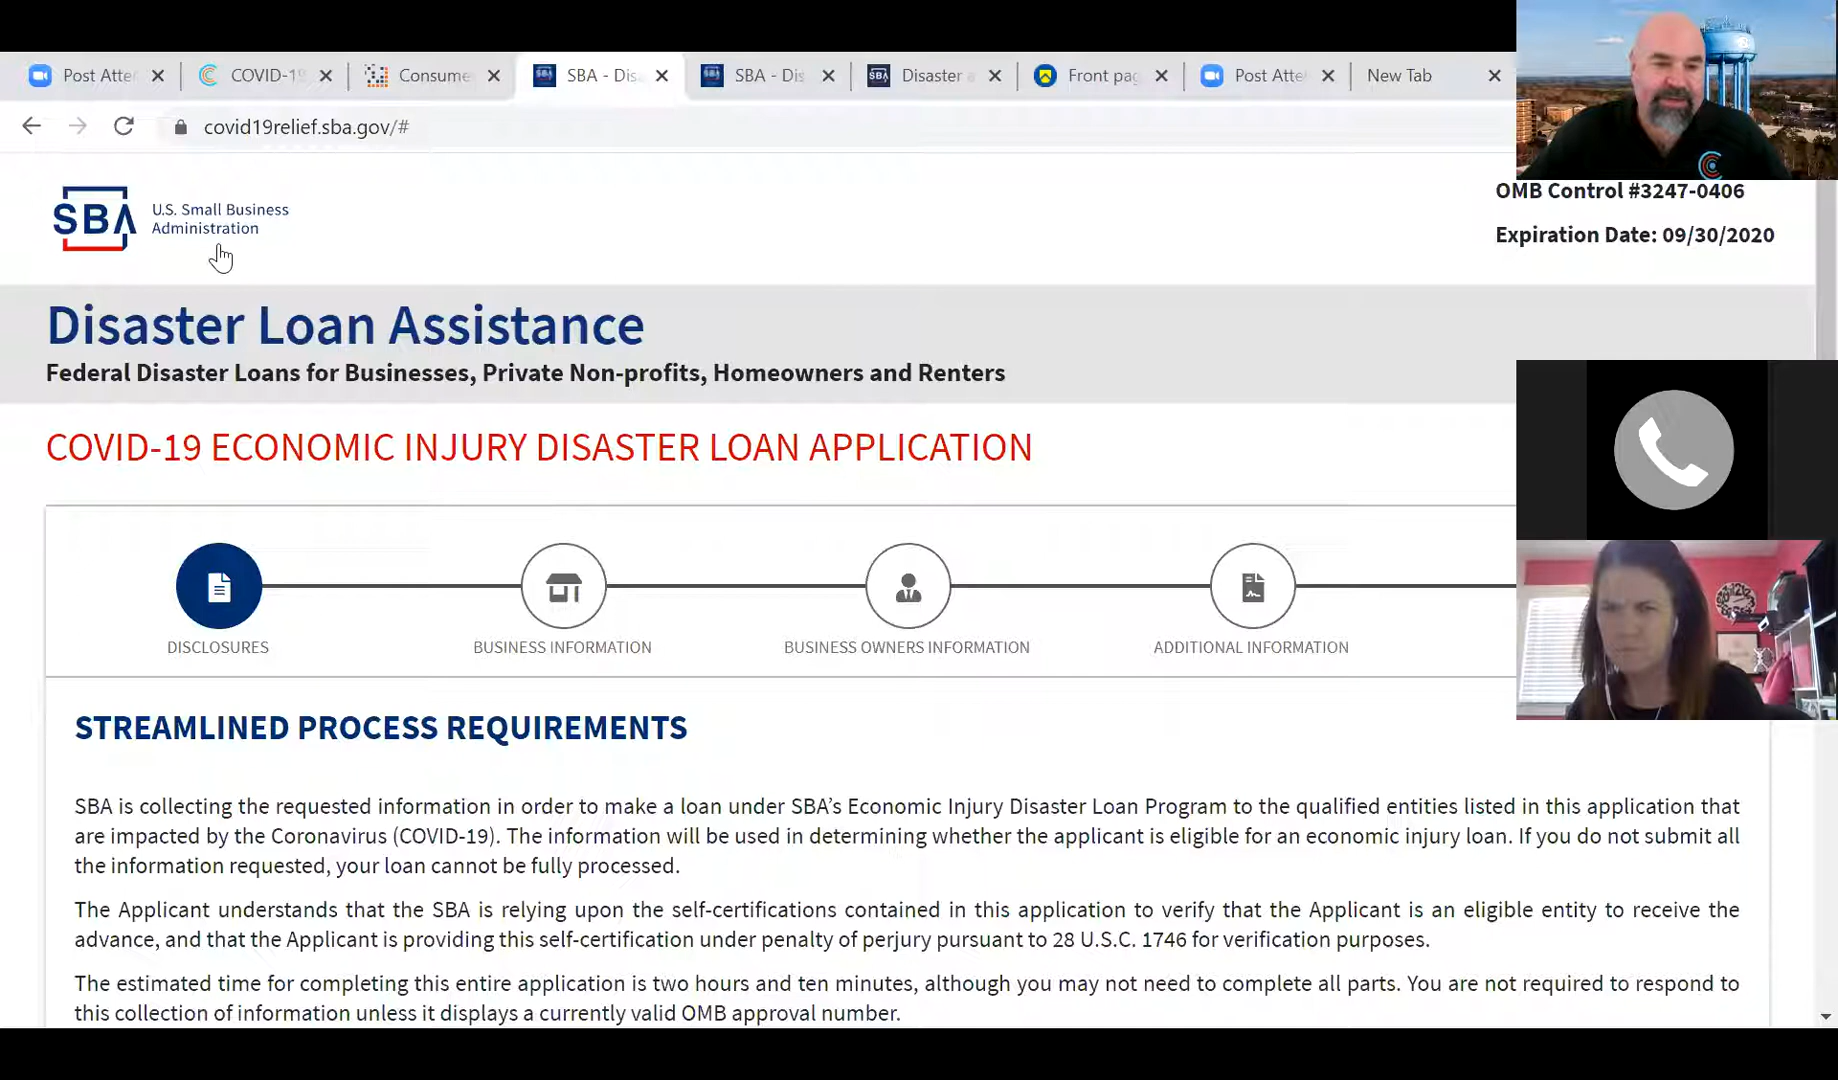 Post Atte
COVID-19
Consume
SBA - Dis
SBA - Dis
Disaster a
Front pag
Post Atte
New Tab
covid19relief.sba.gov/#
SBA
U.S. Small Business
Administration
OMB Control #3247-0406
Expiration Date: 09/30/2020
Disaster Loan Assistance
Federal Disaster Loans for Businesses, Private Non-profits, Homeowners and Renters
COVID-19 ECONOMIC INJURY DISASTER LOAN APPLICATION
DISCLOSURES
BUSINESS INFORMATION
BUSINESS OWNERS INFORMATION
ADDITIONAL INFORMATION
STREAMLINED PROCESS REQUIREMENTS
SBA is collecting the requested information in order to make a loan under SBA’s Economic Injury Disaster Loan Program to the qualified entities listed in this application that
are impacted by the Coronavirus (COVID-19). The information will be used in determining whether the applicant is eligible for an economic injury loan. If you do not submit all
the information requested, your loan cannot be fully processed.
The Applicant understands that the SBA is relying upon the self-certifications contained in this application to verify that the Applicant is an eligible entity to receive the
advance, and that the Applicant is providing this self-certification under penalty of perjury pursuant to 28 U.S.C. 1746 for verification purposes.
The estimated time for completing this entire application is two hours and ten minutes, although you may not need to complete all parts. You are not required to respond to
this collection of information unless it displays a currently valid OMB approval number.